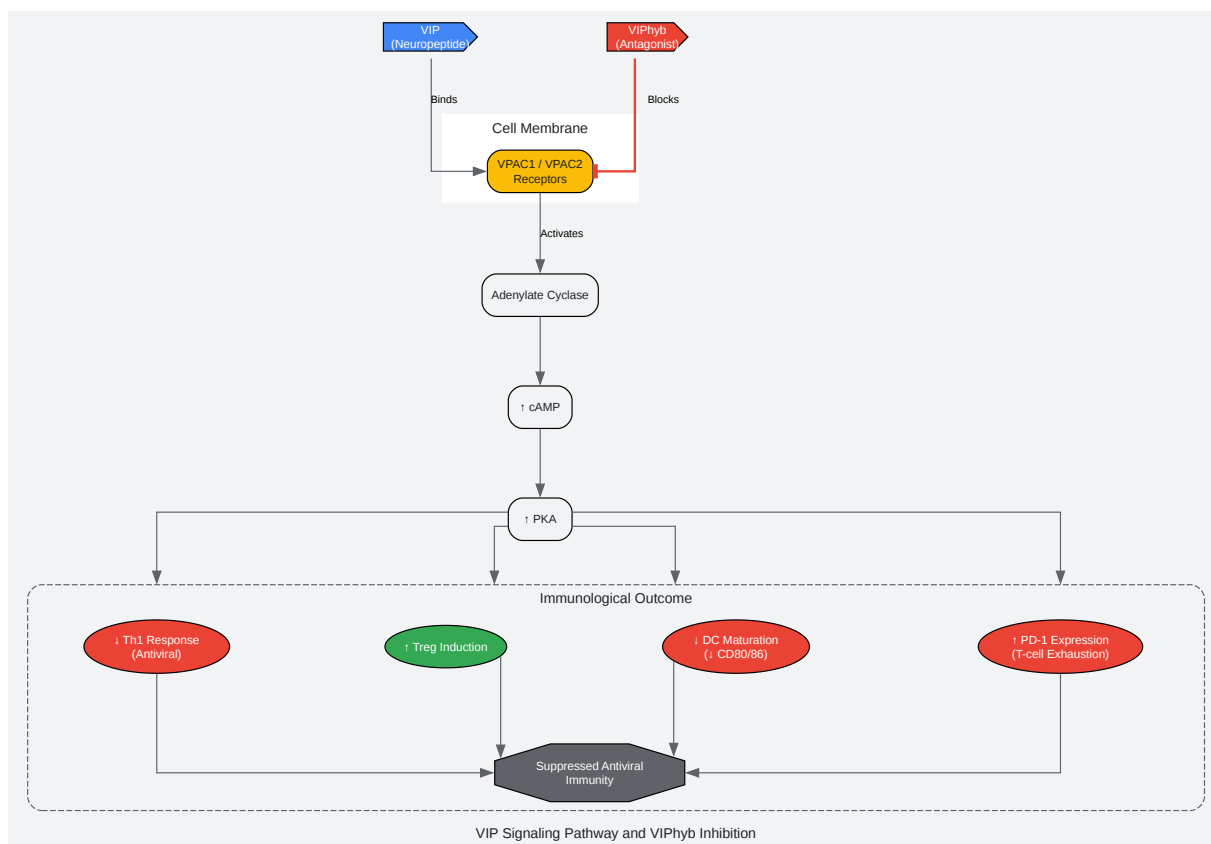 VIP
(Neuropeptide)
VIPhyb
(Antagonist)
Binds
Blocks
Cell Membrane
VPAC1 / VPAC2
Receptors
Activates
Adenylate Cyclase
↑ cAMP
↑ PKA
Immunological Outcome
↓ Th1 Response
(Antiviral)
↑ Treg Induction
↓ DC Maturation
(↓ CD80/86)
↑ PD-1 Expression
(T-cell Exhaustion)
Suppressed Antiviral
Immunity
VIP Signaling Pathway and VIPhyb Inhibition